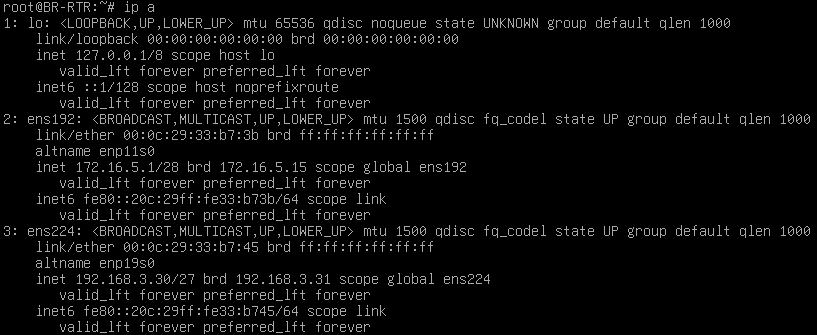 root@BR-RTR:~# ip a
1: lo: <LOOPBACK,UP,LOWER_UP> mtu 65536 qdisc noqueue state UNKNOWN group default qlen 1000
    link/loopback 00:00:00:00:00:00 brd 00:00:00:00:00:00
    inet 127.0.0.1/8 scope host lo
       valid_lft forever preferred_lft forever
    inet6 ::1/128 scope host noprefixroute
       valid_lft forever preferred_lft forever
2: ens192: <BROADCAST,MULTICAST,UP,LOWER_UP> mtu 1500 qdisc fq_codel state UP group default qlen 1000
    link/ether 00:0c:29:33:b7:3b brd ff:ff:ff:ff:ff:ff
    altname enp11s0
    inet 172.16.5.1/28 brd 172.16.5.15 scope global ens192
       valid_lft forever preferred_lft forever
    inet6 fe80::20c:29ff:fe33:b73b/64 scope link
       valid_lft forever preferred_lft forever
3: ens224: <BROADCAST,MULTICAST,UP,LOWER_UP> mtu 1500 qdisc fq_codel state UP group default qlen 1000
    link/ether 00:0c:29:33:b7:45 brd ff:ff:ff:ff:ff:ff
    altname enp19s0
    inet 192.168.3.30/27 brd 192.168.3.31 scope global ens224
       valid_lft forever preferred_lft forever
    inet6 fe80::20c:29ff:fe33:b745/64 scope link
       valid_lft forever preferred_lft forever